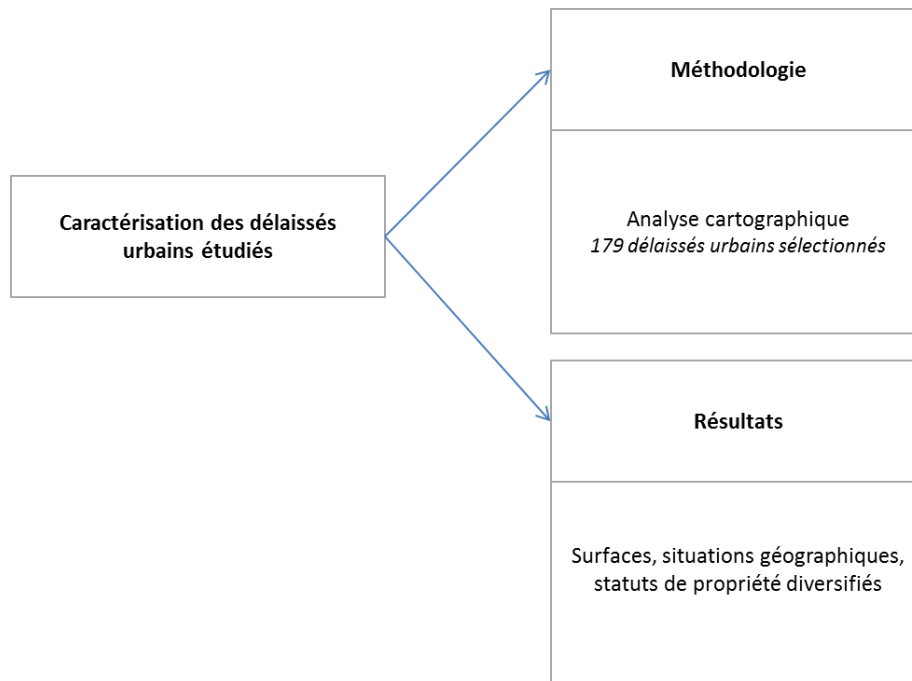 Méthodologie
Analyse cartographique
179 délaissés urbains sélectionnés
Caractérisation des délaissés
urbains étudiés
Résultats
Surfaces, situations géographiques,
statuts de propriété diversifiés